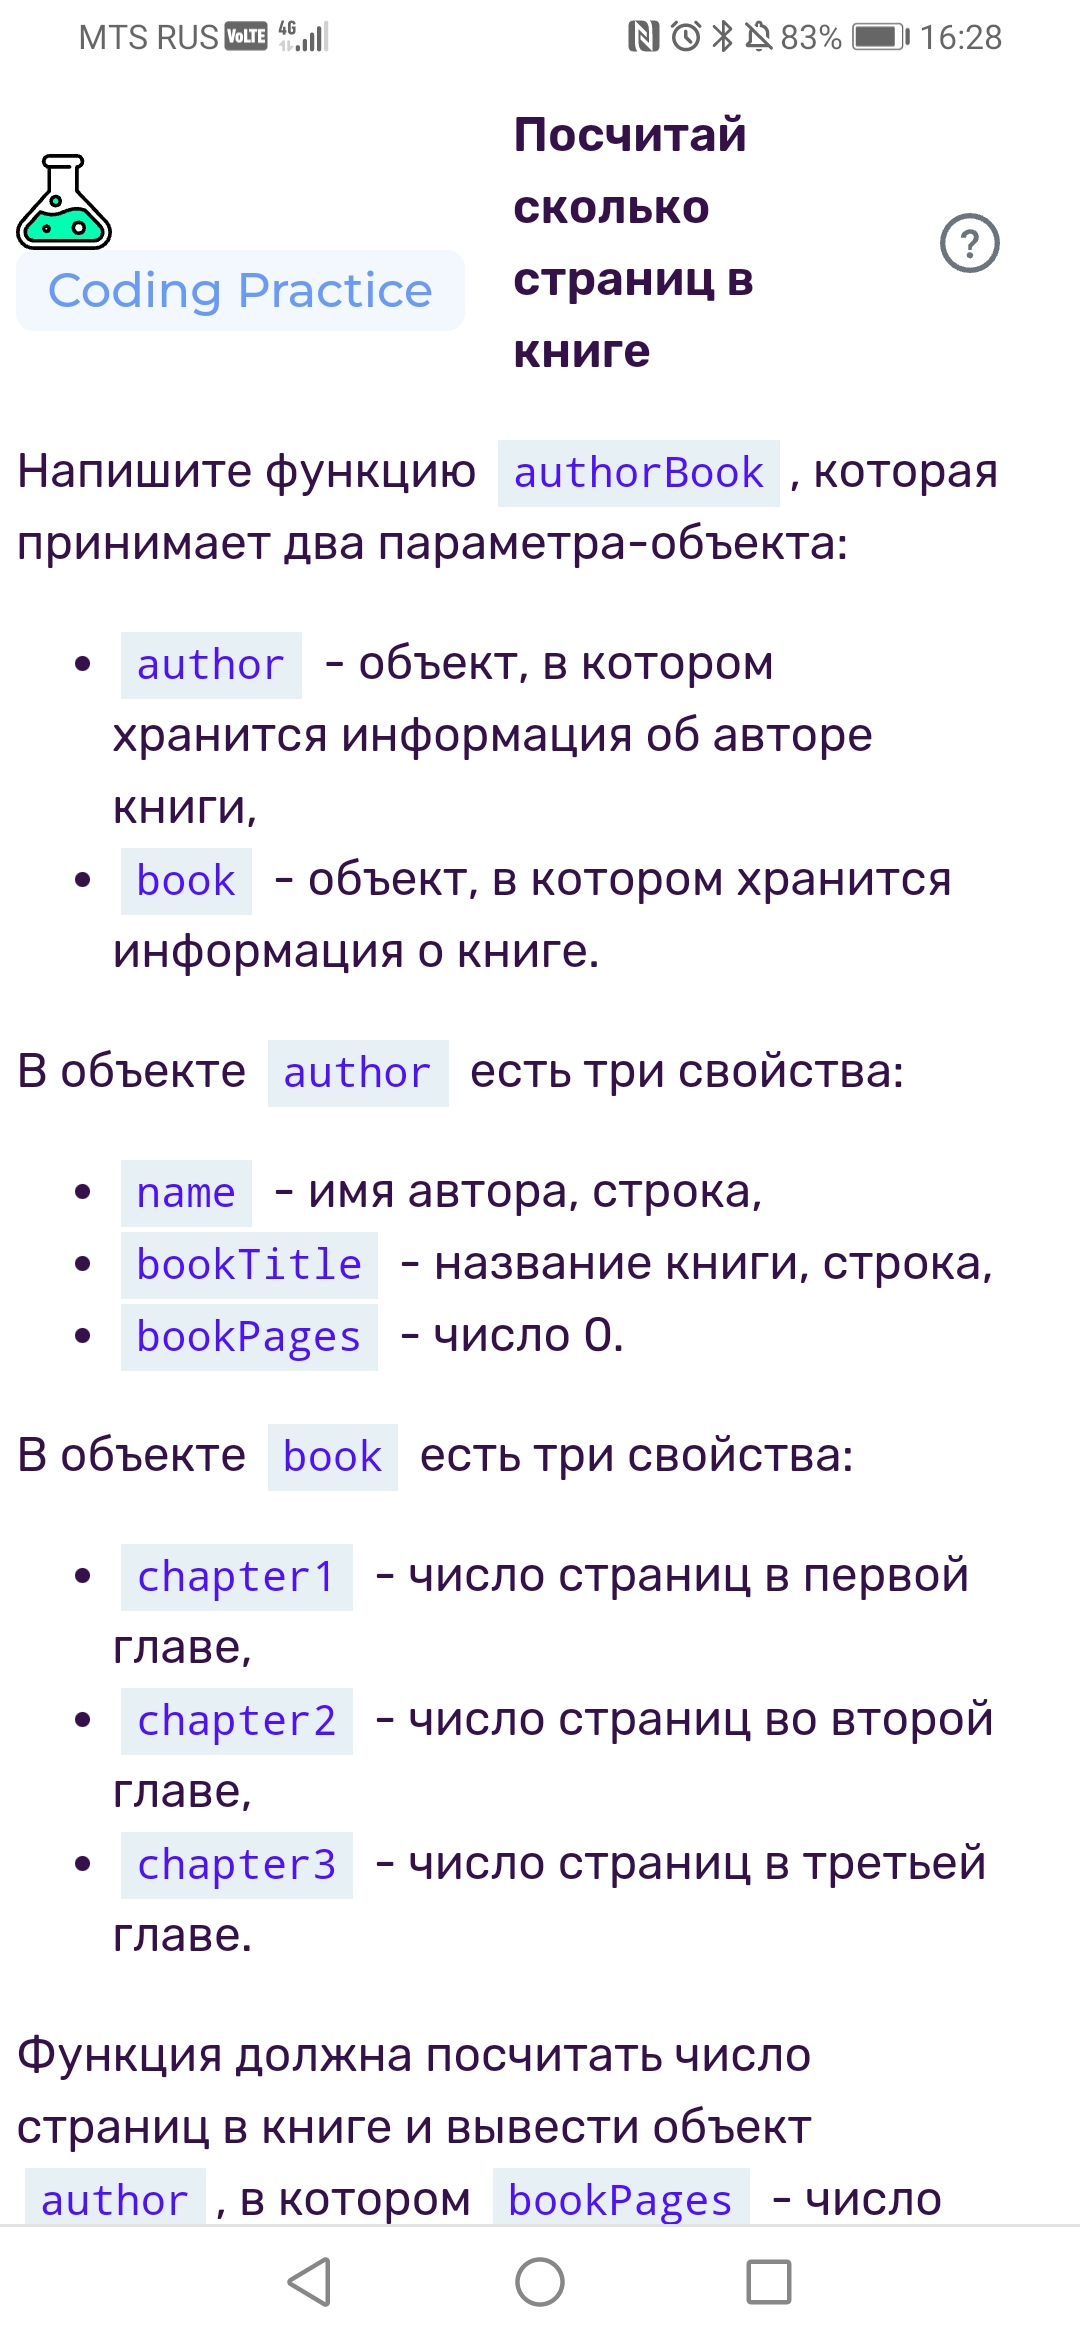 MTS RUS VoLTE 4G 83% 16:28
Посчитай
сколько
страниц в
книге
?
Coding Practice
Напишите функцию authorBook , которая
принимает два параметра-объекта:
• author - объект, в котором
хранится информация об авторе
книги,
• book - объект, в котором хранится
информация о книге.
В объекте author есть три свойства:
• name - имя автора, строка,
• bookTitle - название книги, строка,
• bookPages - число 0.
В объекте book есть три свойства:
• chapter1 - число страниц в первой
главе,
• chapter2 - число страниц во второй
главе,
• chapter3 - число страниц в третьей
главе.
Функция должна посчитать число
страниц в книге и вывести объект
author , в котором bookPages - число